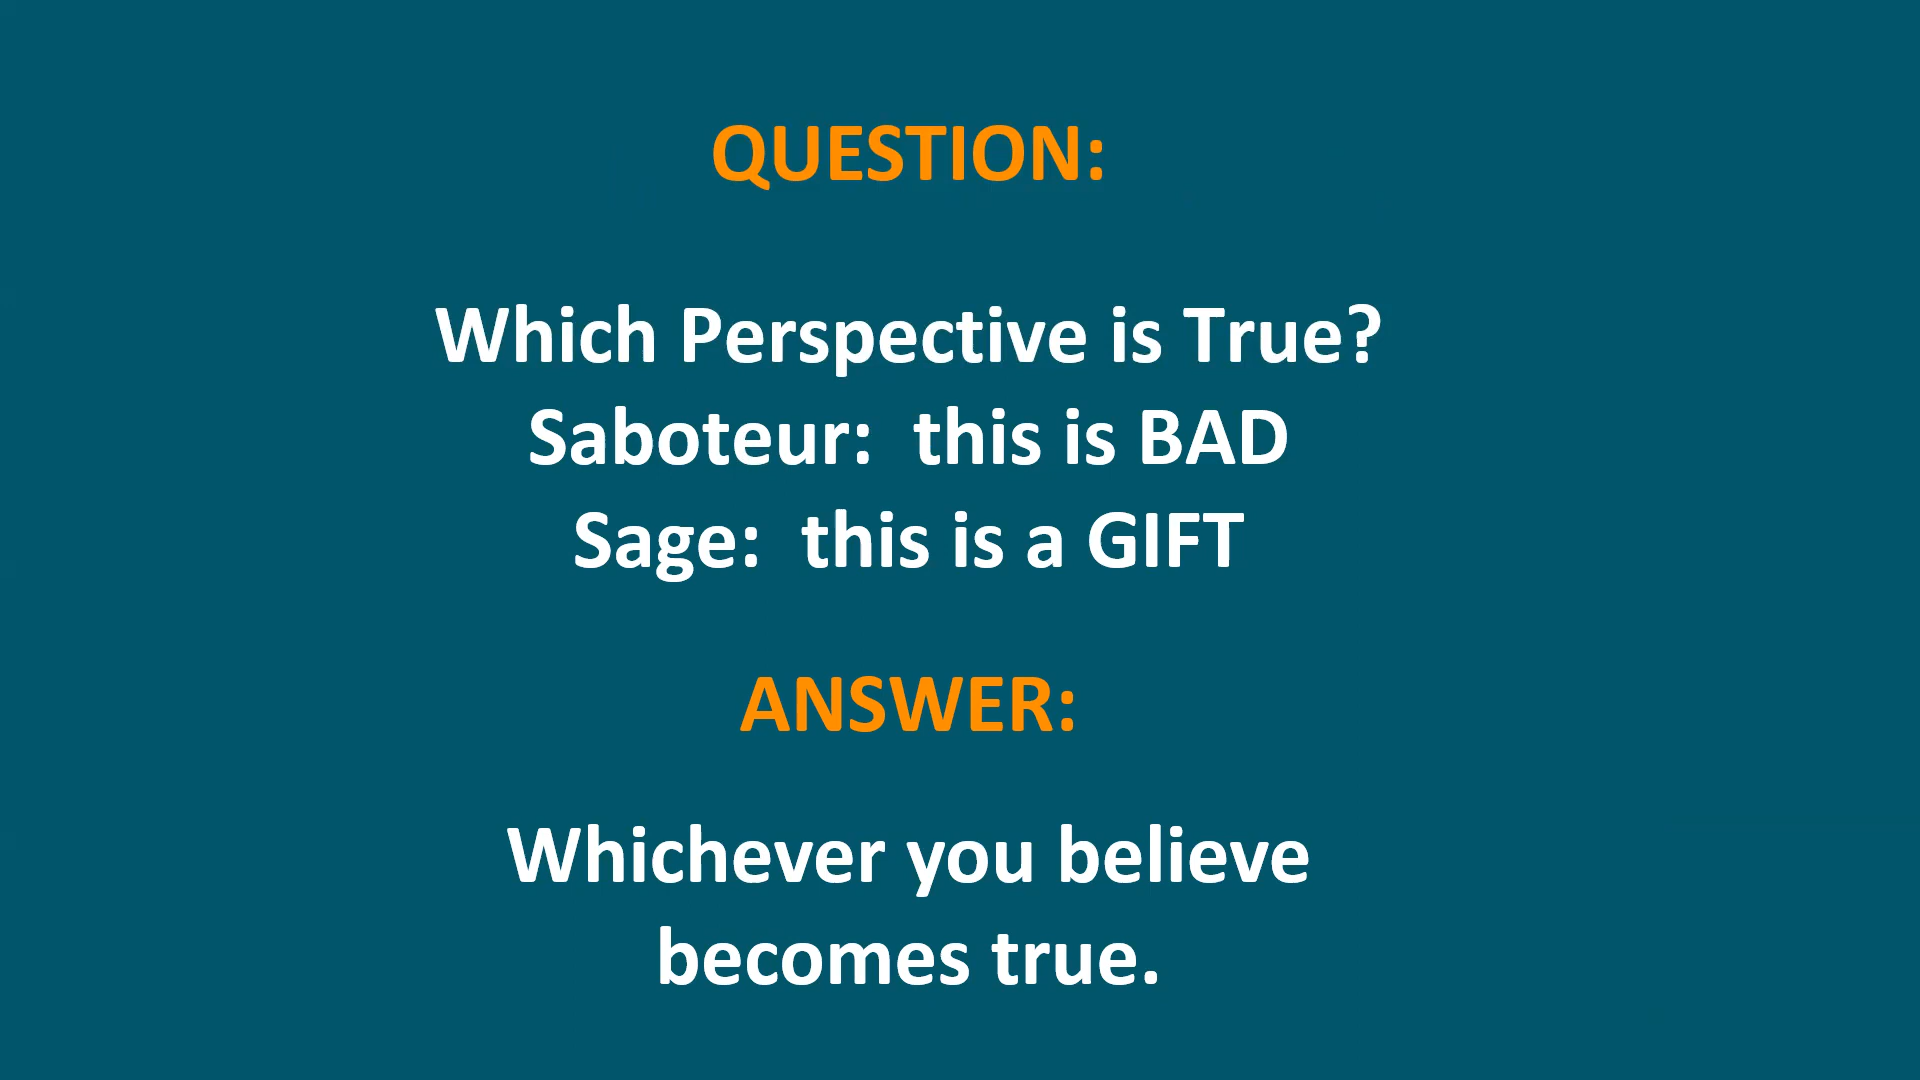 QUESTION:
Which Perspective is True?
Saboteur:  this is BAD
Sage:  this is a GIFT
ANSWER:
Whichever you believe
becomes true.